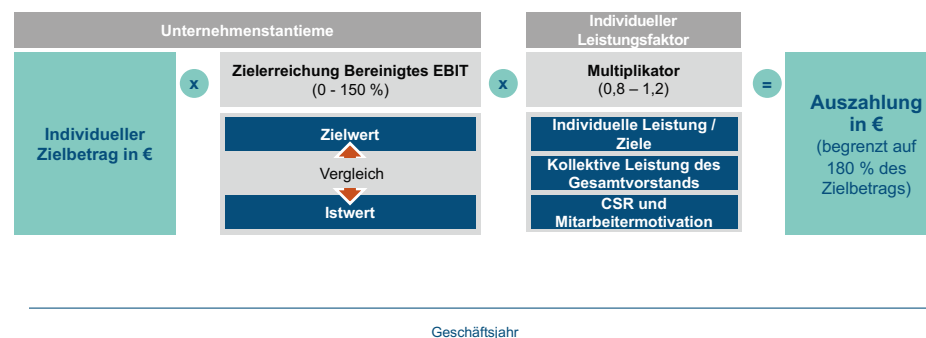 Unternehmenstantieme
Individueller
Leistungsfaktor
Individueller
Zielbetrag in €
x
Zielerreichung Bereinigtes EBIT
(0 - 150 %)
Zielwert
Vergleich
Istwert
x
Multiplikator
(0,8 – 1,2)
Individuelle Leistung /
Ziele
Kollektive Leistung des
Gesamtvorstands
CSR und
Mitarbeitermotivation
=
Auszahlung
in €
(begrenzt auf
180 % des
Zielbetrags)
Geschäftsjahr